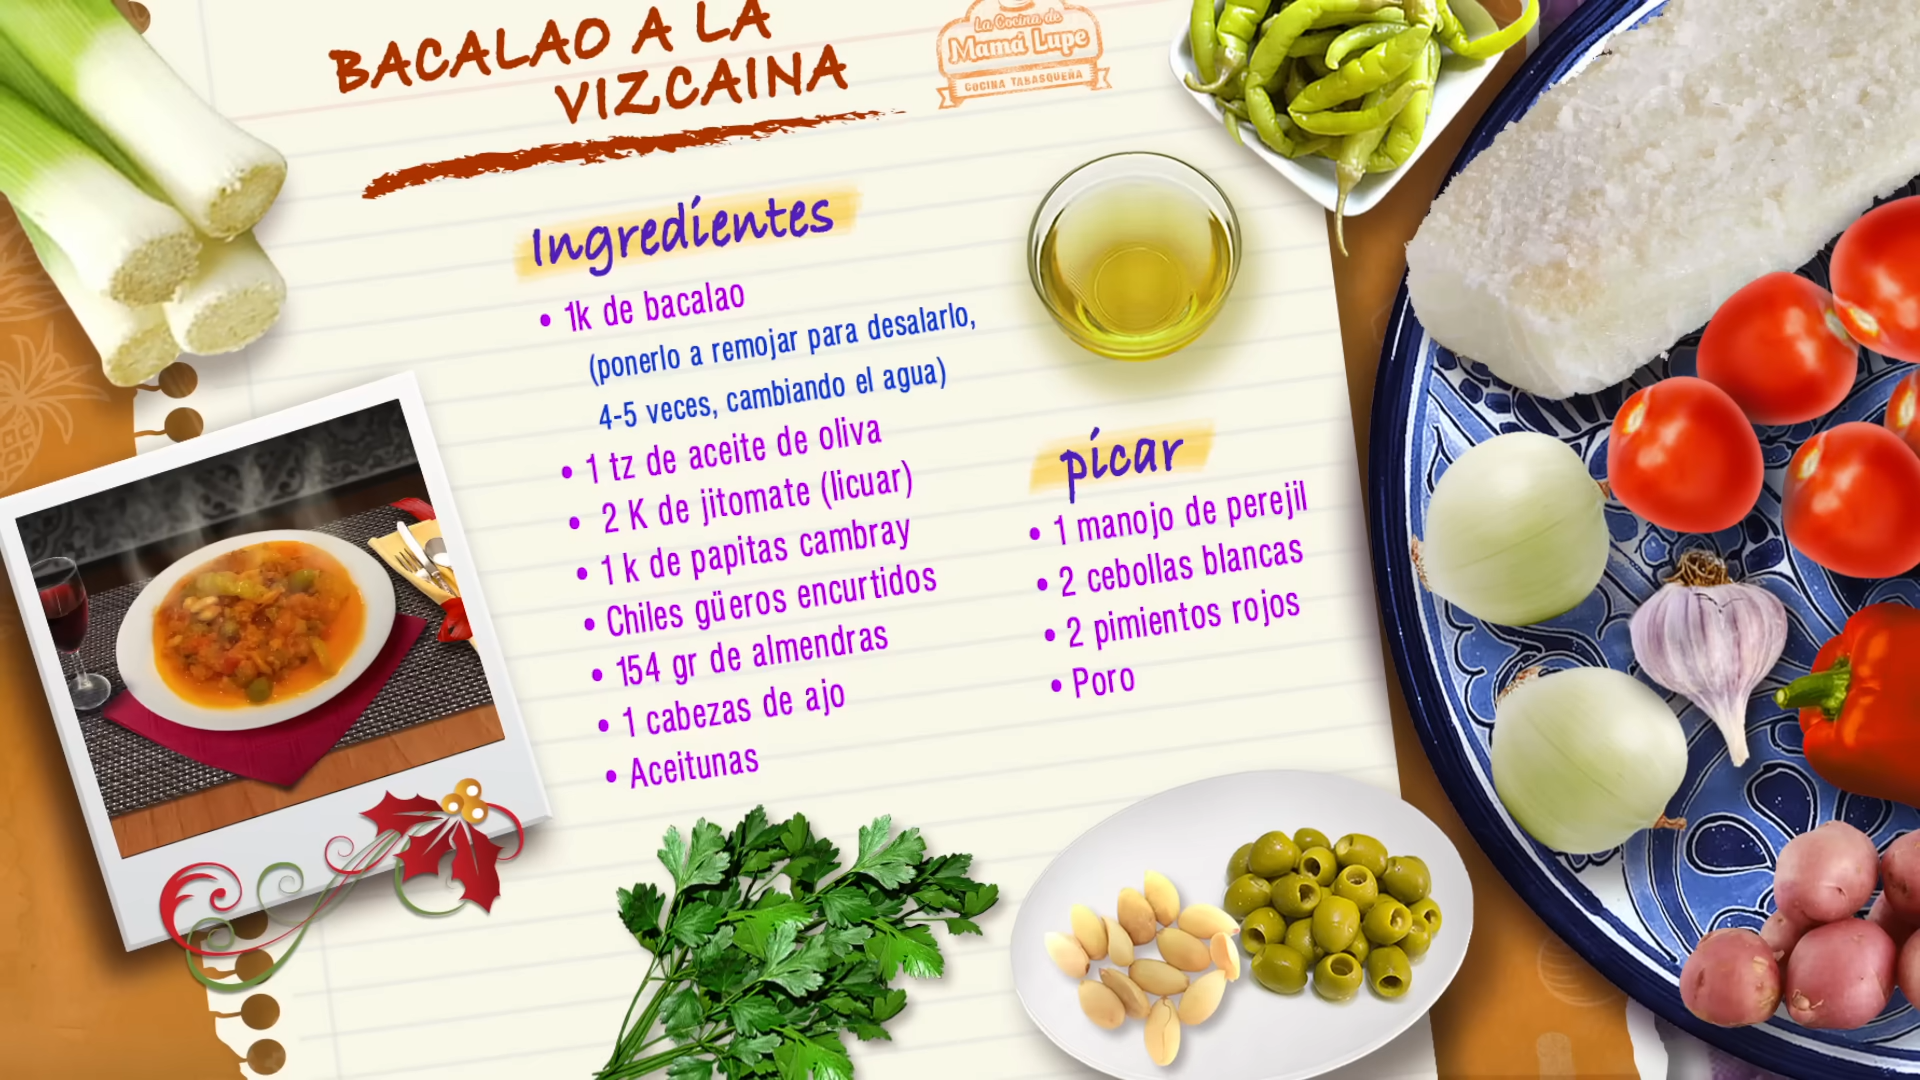 BACALAO A LA
VIZCAINA
La Cocina de
Mamá Lupe
COCINA TABASQUEÑA
Ingredientes
• 1k de bacalao
(ponerlo a remojar para desalarlo,
4-5 veces, cambiando el agua)
• 1 tz de aceite de oliva
• 2 K de jitomate (licuar)
• 1 k de papitas cambray
• Chiles güeros encurtidos
• 154 gr de almendras
• 1 cabezas de ajo
• Aceitunas
picar
• 1 manojo de perejil
• 2 cebollas blancas
• 2 pimientos rojos
• Poro